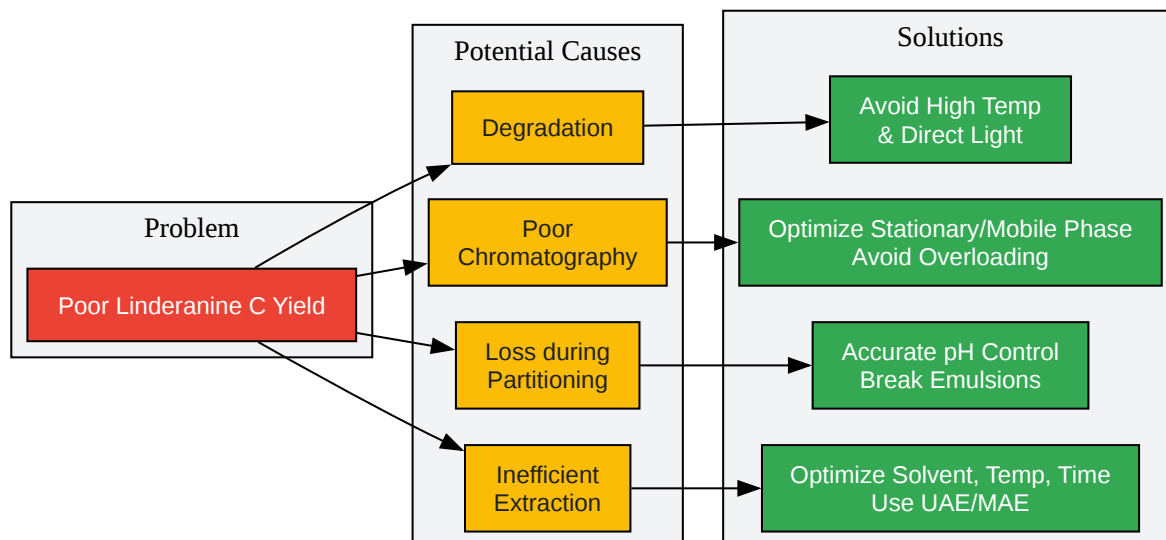 Problem
Poor Linderanine C Yield
Potential Causes
Degradation
Poor
Chromatography
Loss during
Partitioning
Inefficient
Extraction
Solutions
Avoid High Temp
& Direct Light
Optimize Stationary/Mobile Phase
Avoid Overloading
Accurate pH Control
Break Emulsions
Optimize Solvent, Temp, Time
Use UAE/MAE